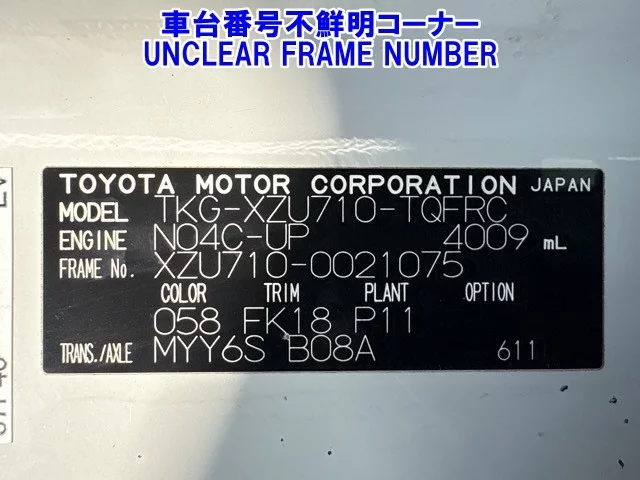 車台番号不鮮明コーナー
UNCLEAR FRAME NUMBER
TOYOTA MOTOR CORPORATION JAPAN
MODEL TKG-XZU710-TQFRC
ENGINE N04C-UP 4009 mL
FRAME No. XZU710-0021075
COLOR TRIM PLANT OPTION
058 FK18 P11
TRANS./AXLE MYY6S B08A 611